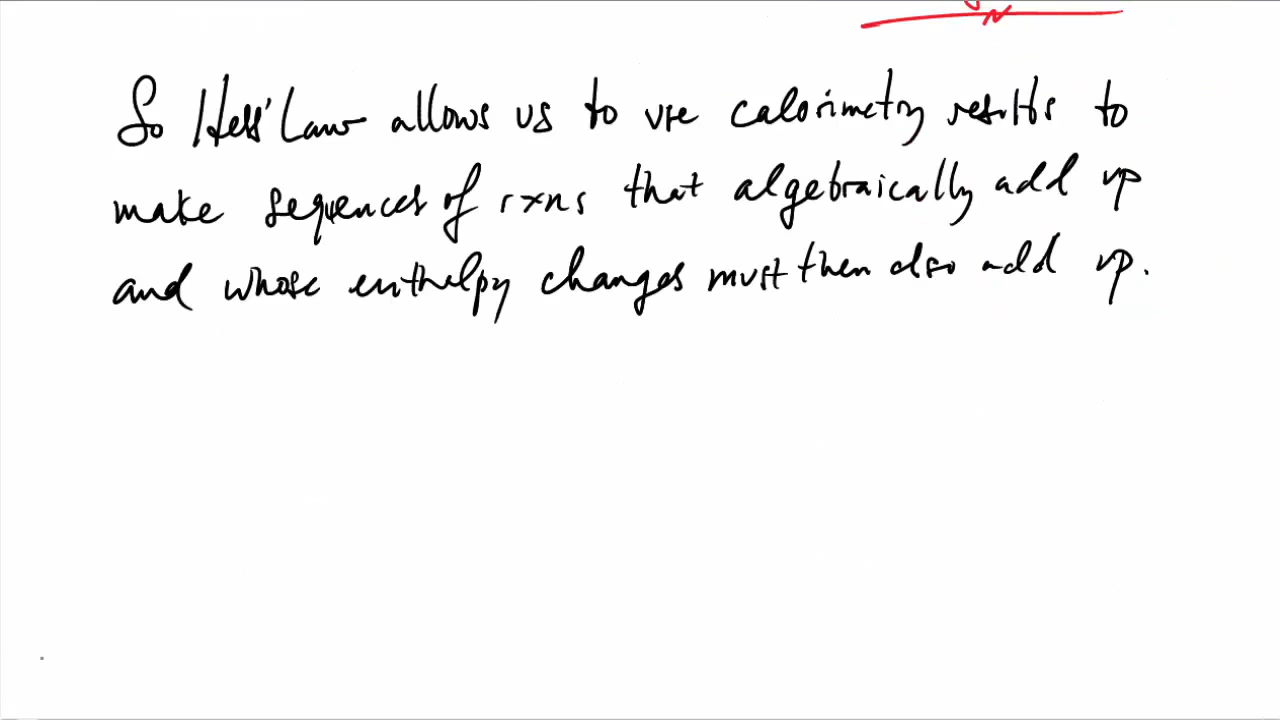 So Hess' Law allows us to use calorimetry results to
make sequences of rxns that algebraically add up
and whose enthalpy changes must then also add up.